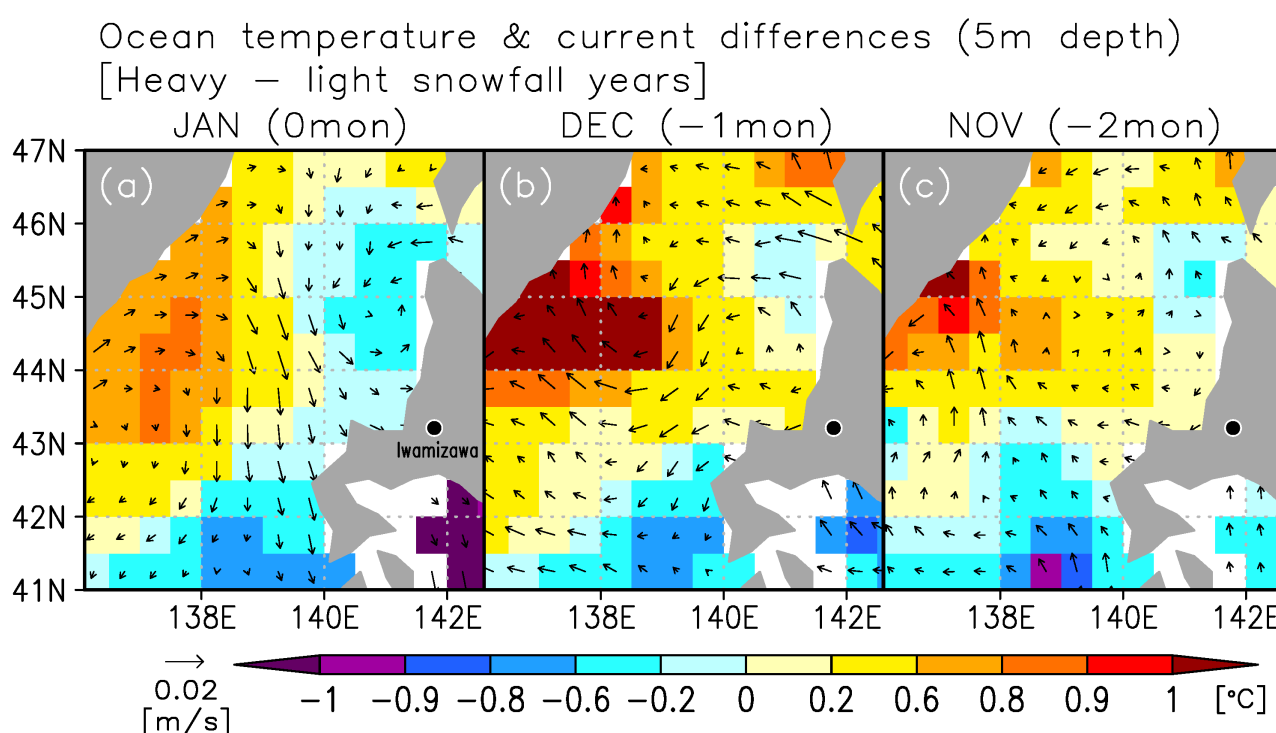 Ocean temperature & current differences (5m depth)
[Heavy − light snowfall years]
JAN (0mon) DEC (−1mon) NOV (−2mon)
47N (a) (b) (c)
46N
45N
44N
43N
Iwamizawa
42N
41N
138E 140E 142E 138E 140E 142E 138E 140E 142E
0.02
[m/s]
−1 −0.9 −0.8 −0.6 −0.2 0 0.2 0.6 0.8 0.9 1 [°C]